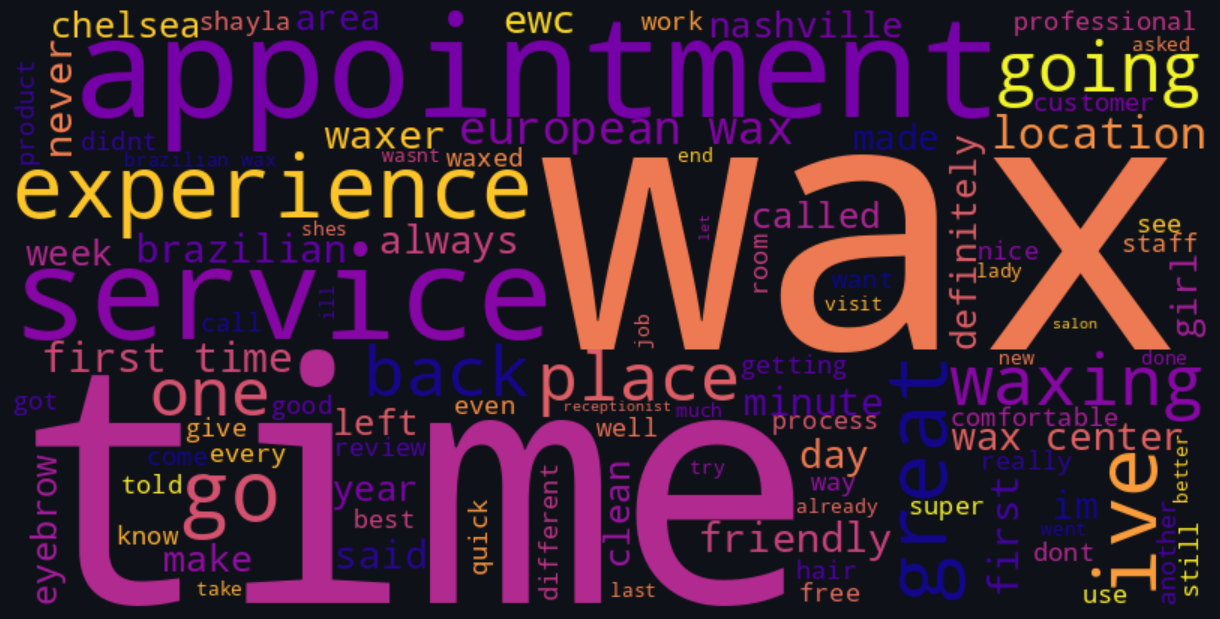 chelsea
shayla
area
ewc
work
nashville
professional
asked
product
never
appointment
going
customer
didnt
waxer
european wax
made
location
brazilian wax
wasnt
waxed
end
experience
wax
definitely
shes
let
called
room
see
staff
week
brazilian
always
nice
lady
want
visit
girl
service
ill
call
job
salon
first time
back
place
getting
great
new
done
waxing
got
one
good
left
even
receptionist
much
minute
comfortable
give
review
well
process
wax center
come
every
day
really
better
time
eyebrow
told
go
year
try
way
ive
know
best
quick
different
clean
already
super
first
im
went
another
still
make
said
friendly
dont
take
last
hair
free
use